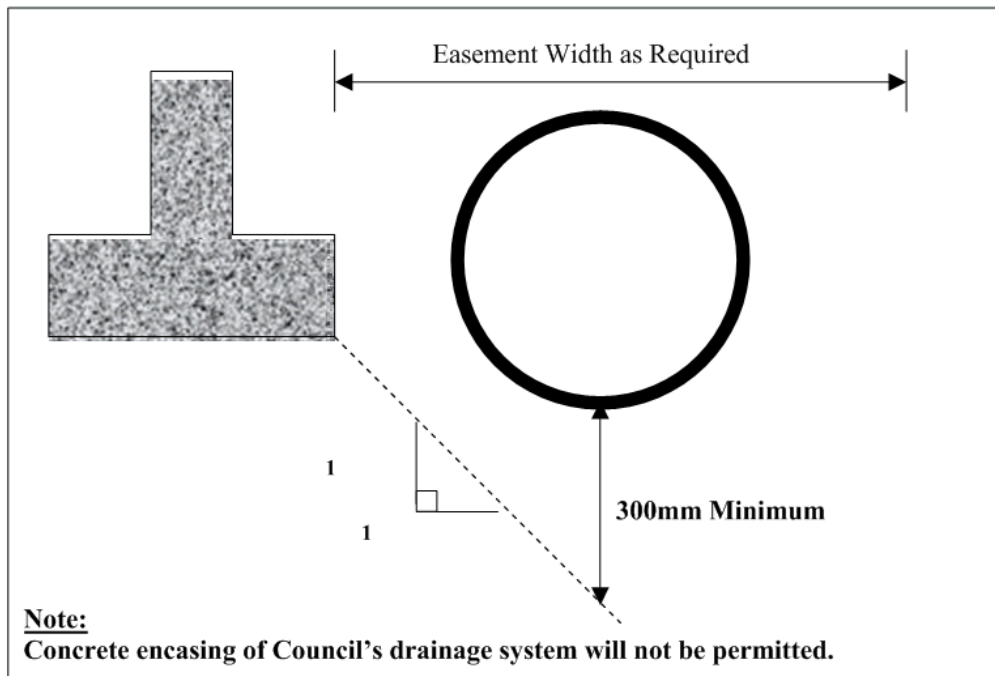 Easement Width as Required
1
1
300mm Minimum
Note:
Concrete encasing of Council's drainage system will not be permitted.